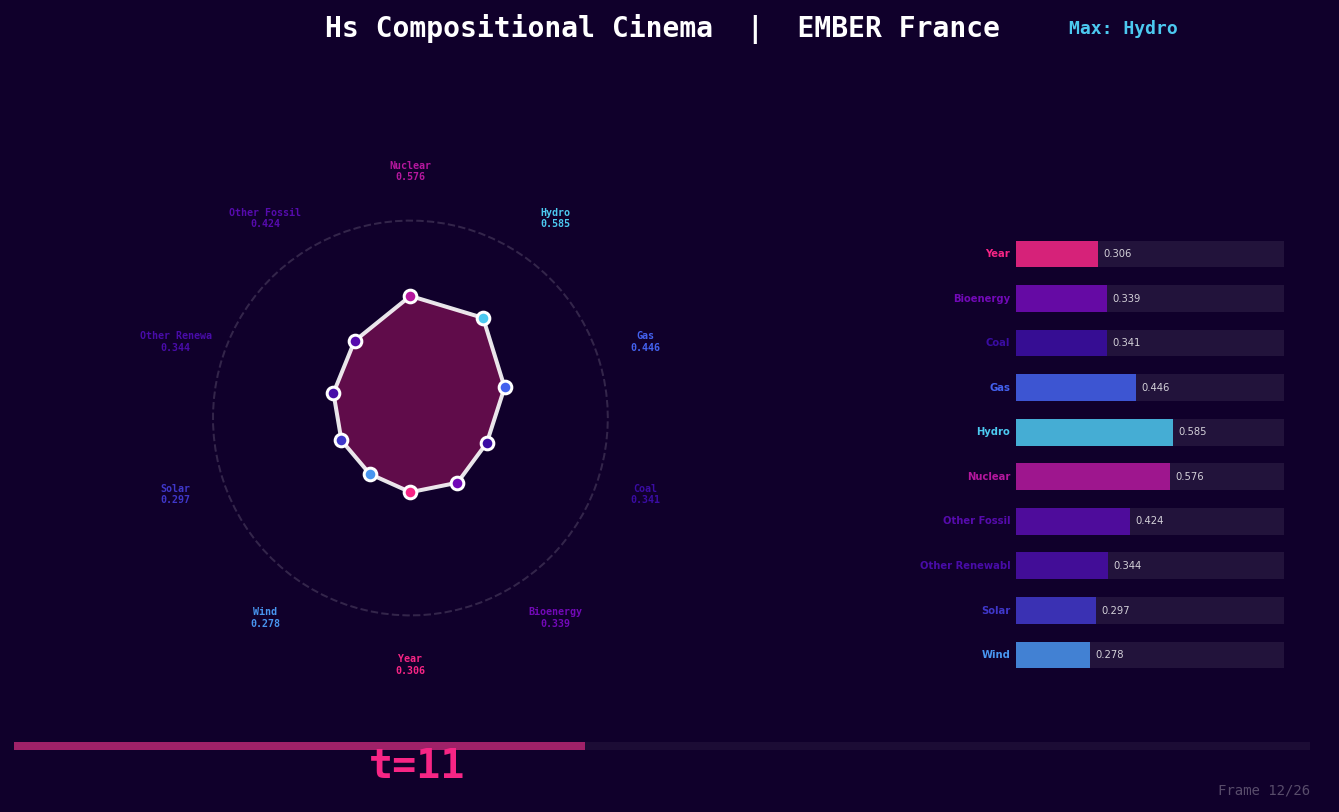 Hs Compositional Cinema | EMBER France
Max: Hydro
Nuclear
0.576
Other Fossil
0.424
Hydro
0.585
Other Renewa
0.344
Gas
0.446
Solar
0.297
Coal
0.341
Wind
0.278
Bioenergy
0.339
Year
0.306
Year 0.306
Bioenergy 0.339
Coal 0.341
Gas 0.446
Hydro 0.585
Nuclear 0.576
Other Fossil 0.424
Other Renewabl 0.344
Solar 0.297
Wind 0.278
t=11
Frame 12/26